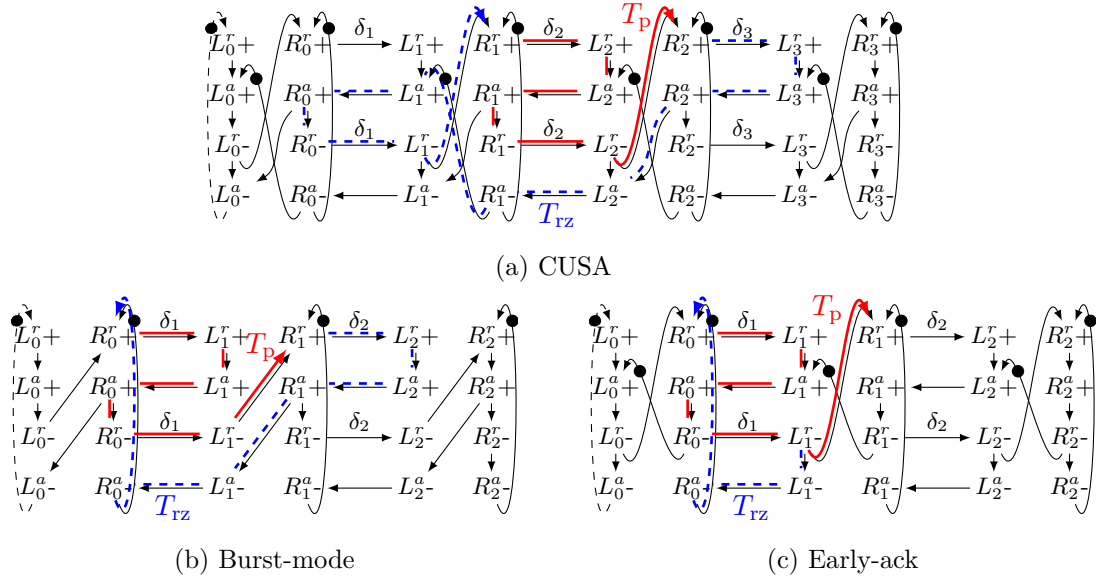 L_0^r+ R_0^r+ δ_1 L_1^r+ R_1^r+ δ_2 L_2^r+ T_p R_2^r+ δ_3 L_3^r+ R_3^r+
L_0^a+ R_0^a+ L_1^a+ R_1^a+ L_2^a+ R_2^a+ L_3^a+ R_3^a+
L_0^r- R_0^r- δ_1 L_1^r- R_1^r- δ_2 L_2^r- R_2^r- δ_3 L_3^r- R_3^r-
L_0^a- R_0^a- L_1^a- R_1^a- T_rz L_2^a- R_2^a- L_3^a- R_3^a-
(a) CUSA
L_0^r+ R_0^r+ δ_1 L_1^r+ T_p R_1^r+ δ_2 L_2^r+ R_2^r+
L_0^a+ R_0^a+ L_1^a+ R_1^a+ L_2^a+ R_2^a+
L_0^r- R_0^r- δ_1 L_1^r- R_1^r- δ_2 L_2^r- R_2^r-
L_0^a- R_0^a- T_rz L_1^a- R_1^a- L_2^a- R_2^a-
(b) Burst-mode
L_0^r+ R_0^r+ δ_1 L_1^r+ T_p R_1^r+ δ_2 L_2^r+ R_2^r+
L_0^a+ R_0^a+ L_1^a+ R_1^a+ L_2^a+ R_2^a+
L_0^r- R_0^r- δ_1 L_1^r- R_1^r- δ_2 L_2^r- R_2^r-
L_0^a- R_0^a- T_rz L_1^a- R_1^a- L_2^a- R_2^a-
(c) Early-ack